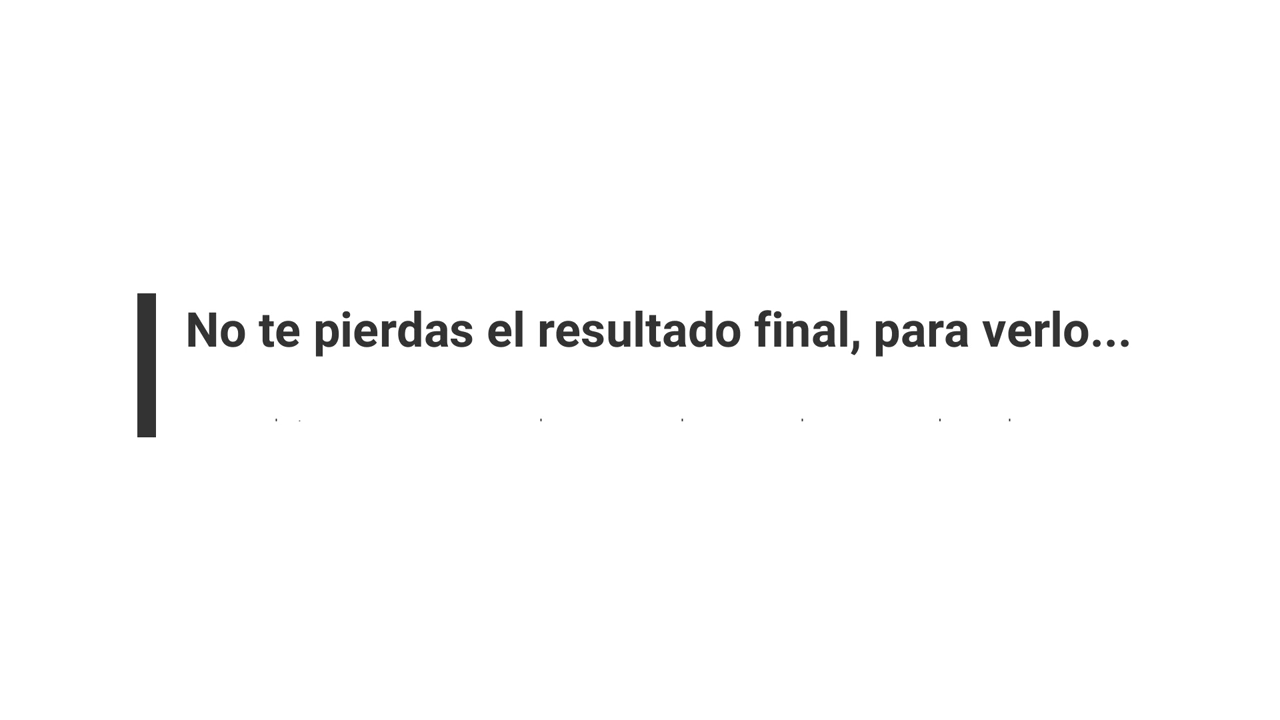 No te pierdas el resultado final, para verlo...